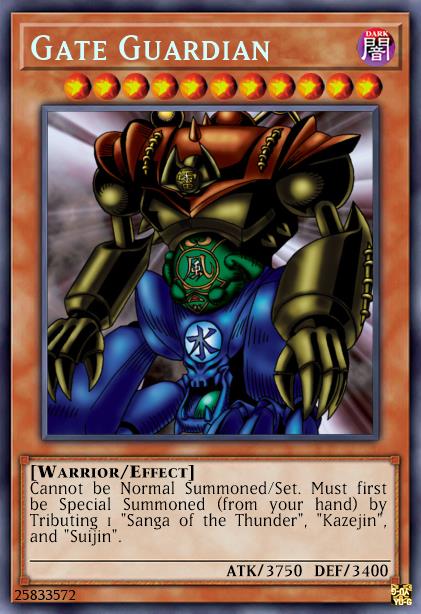 GATE GUARDIAN
DARK
闇
風
水
[WARRIOR/EFFECT]
Cannot be Normal Summoned/Set. Must first
be Special Summoned (from your hand) by
Tributing 1 "Sanga of the Thunder", "Kazejin",
and "Suijin".
ATK/3750 DEF/3400
25833572